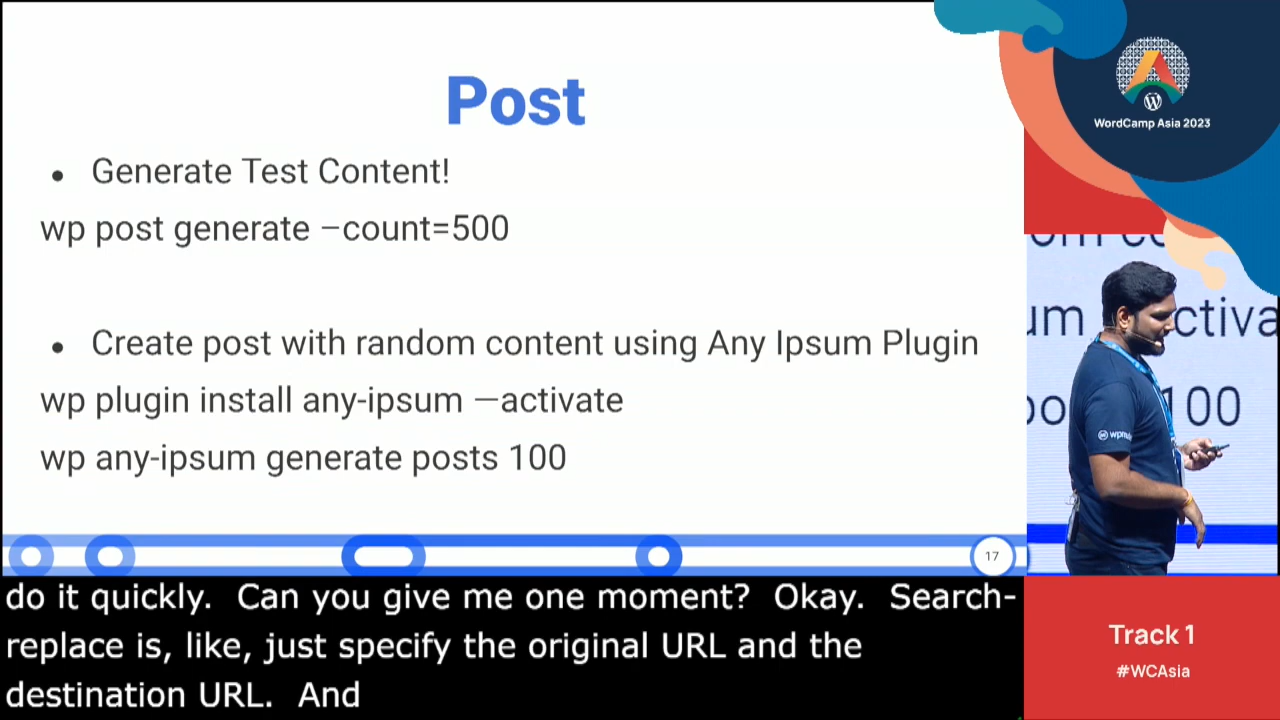 Post
● Generate Test Content!
wp post generate –count=500
● Create post with random content using Any Ipsum Plugin
wp plugin install any-ipsum —activate
wp any-ipsum generate posts 100
17
do it quickly.  Can you give me one moment?  Okay.  Search-
replace is, like, just specify the original URL and the
destination URL.  And
WordCamp Asia 2023
100
Track 1
#WCAsia